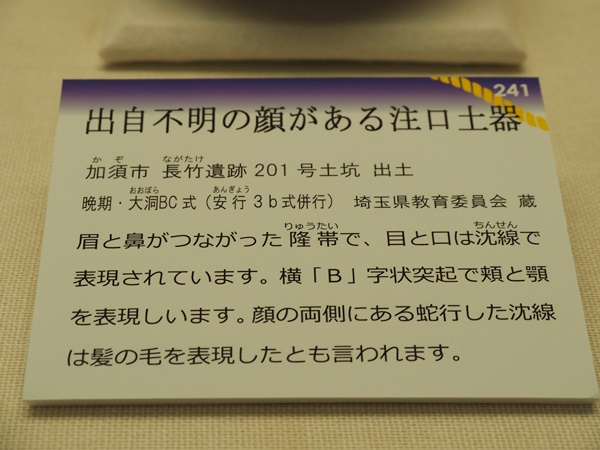 241
出自不明の顔がある注口土器
かぞ ながたけ
加須市 長竹遺跡201号土坑 出土
おおぼら あんぎょう
晩期・大洞BC式(安行3b式併行) 埼玉県教育委員会 蔵
りゅうたい ちんせん
眉と鼻がつながった隆帯で、目と口は沈線で
表現されています。横「B」字状突起で頬と顎
を表現しいます。顔の両側にある蛇行した沈線
は髪の毛を表現したとも言われます。